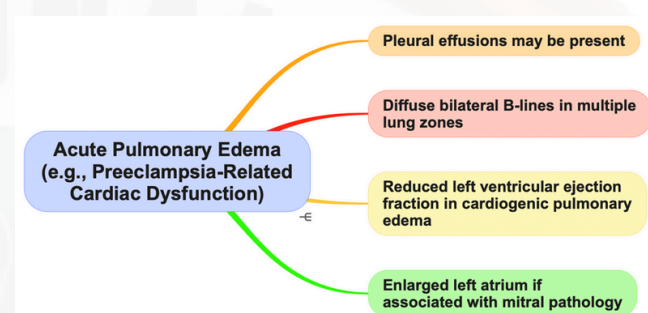 Pleural effusions may be present
Diffuse bilateral B-lines in multiple
lung zones
Acute Pulmonary Edema
(e.g., Preeclampsia-Related
Cardiac Dysfunction)
Reduced left ventricular ejection
fraction in cardiogenic pulmonary
edema
Enlarged left atrium if
associated with mitral pathology